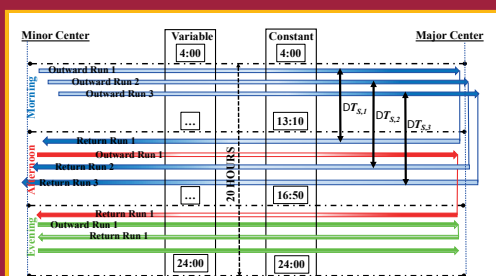 Minor Center Variable Constant Major Center
4:00 4:00
Outward Run 1
Outward Run 2
Outward Run 3
Morning
DT_S,1
DT_S,2
DT_S,3
... 13:10
Return Run 1
Outward Run 1
Return Run 2
Return Run 3
Afternoon
20 HOURS
... 16:50
Return Run 1
Outward Run 1
Return Run 1
Evening
24:00 24:00